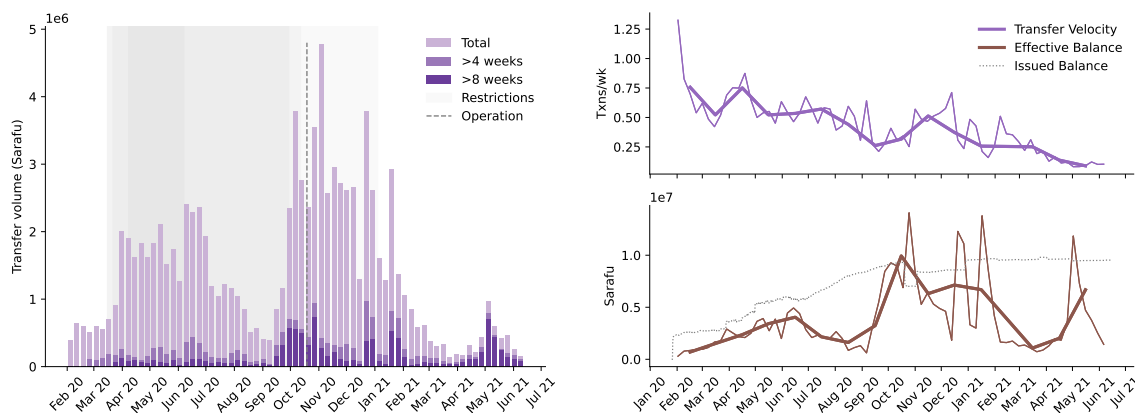 1e6
5
4
3
2
1
0
Transfer volume (Sarafu)
Total
>4 weeks
>8 weeks
Restrictions
Operation
Feb 20
Mar 20
Apr 20
May 20
Jun 20
Jul 20
Aug 20
Sep 20
Oct 20
Nov 20
Dec 20
Jan 21
Feb 21
Mar 21
Apr 21
May 21
Jun 21
Jul 21
1.25
1.00
0.75
0.50
0.25
Txns/wk
Transfer Velocity
Effective Balance
Issued Balance
1e7
1.0
0.5
0.0
Sarafu
Jan 20
Feb 20
Mar 20
Apr 20
May 20
Jun 20
Jul 20
Aug 20
Sep 20
Oct 20
Nov 20
Dec 20
Jan 21
Feb 21
Mar 21
Apr 21
May 21
Jun 21
Jul 21